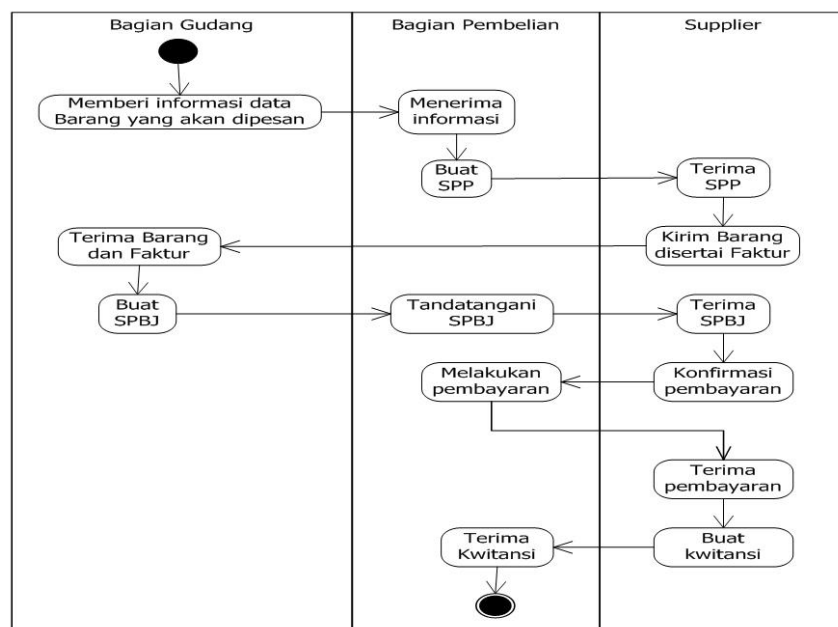 Bagian Gudang
Bagian Pembelian
Supplier
Memberi informasi data
Barang yang akan dipesan
Menerima
informasi
Buat
SPP
Terima
SPP
Terima Barang
dan Faktur
Kirim Barang
disertai Faktur
Buat
SPBJ
Tandatangani
SPBJ
Terima
SPBJ
Melakukan
pembayaran
Konfirmasi
pembayaran
Terima
pembayaran
Terima
Kwitansi
Buat
kwitansi